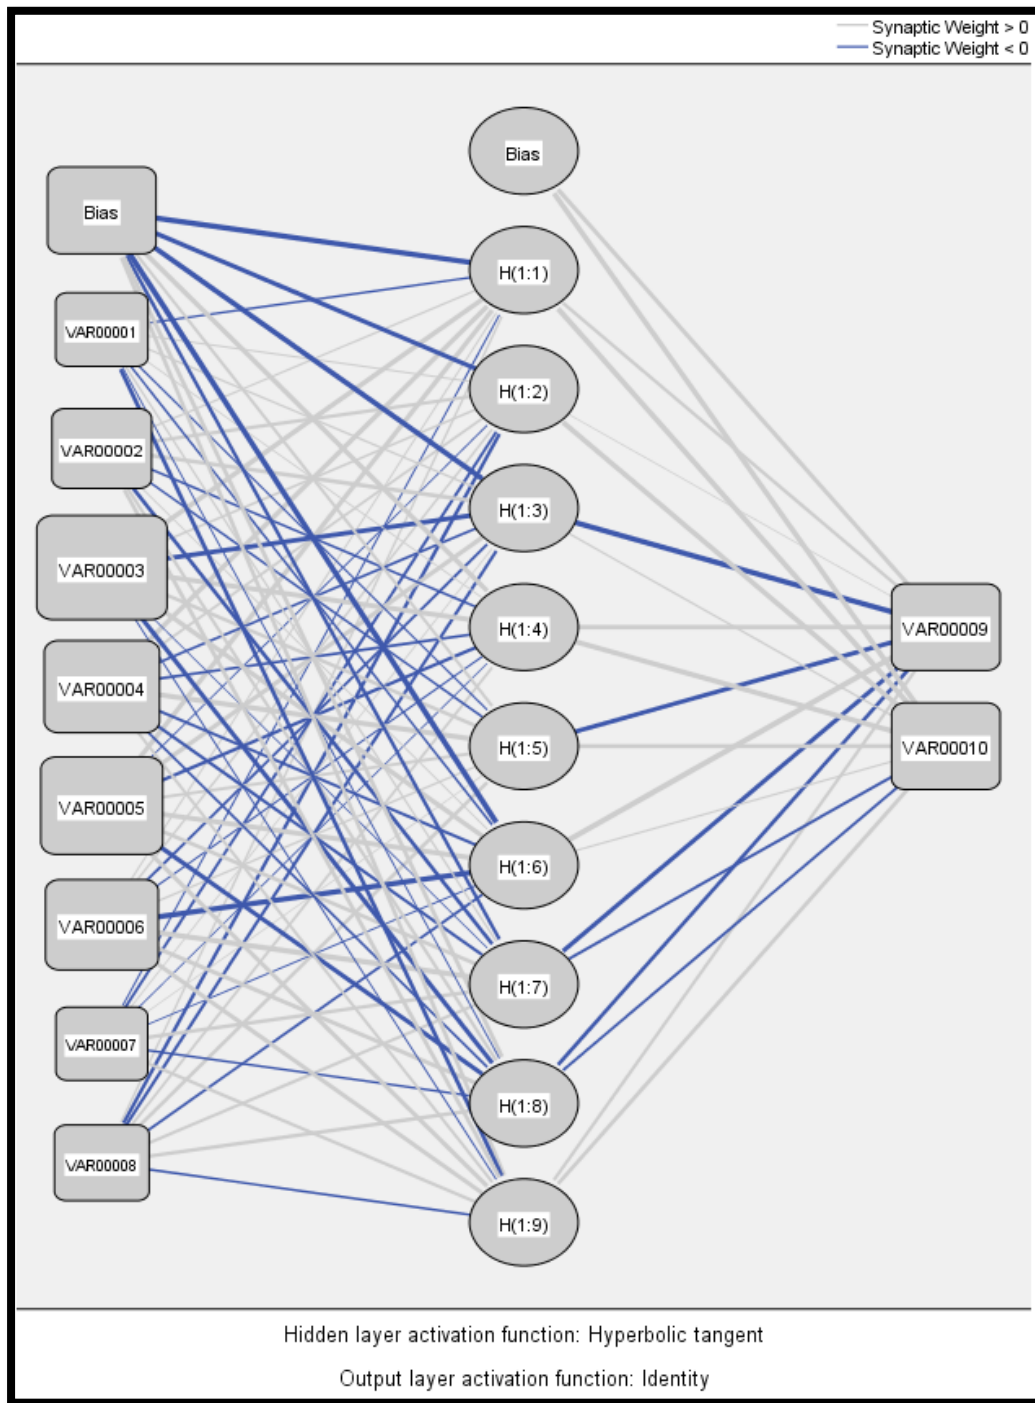 Synaptic Weight > 0
Synaptic Weight < 0
Bias
VAR00001
VAR00002
VAR00003
VAR00004
VAR00005
VAR00006
VAR00007
VAR00008
Bias
H(1:1)
H(1:2)
H(1:3)
H(1:4)
H(1:5)
H(1:6)
H(1:7)
H(1:8)
H(1:9)
VAR00009
VAR00010
Hidden layer activation function: Hyperbolic tangent
Output layer activation function: Identity